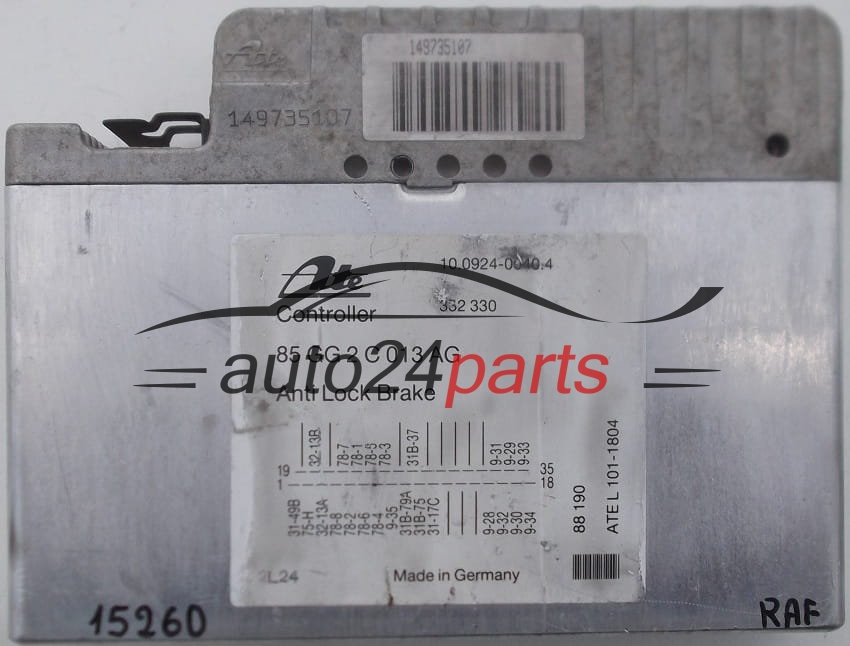 149735107
Ate
149735107
Ate
10.0924-0040.4
Controller
332 330
85 GG 2 C 013 AG
auto24parts
Anti Lock Brake
32-13B
78-7
78-1
78-5
78-3
31B-37
9-31
9-29
9-33
19
35
1
18
31-49B
75-H
32-13A
78-8
78-2
78-6
78-4
9-35
31B-79A
31B-75
31-17C
9-28
9-32
9-30
9-34
88 190
ATE L 101-1804
L24
Made in Germany
15260
RAF